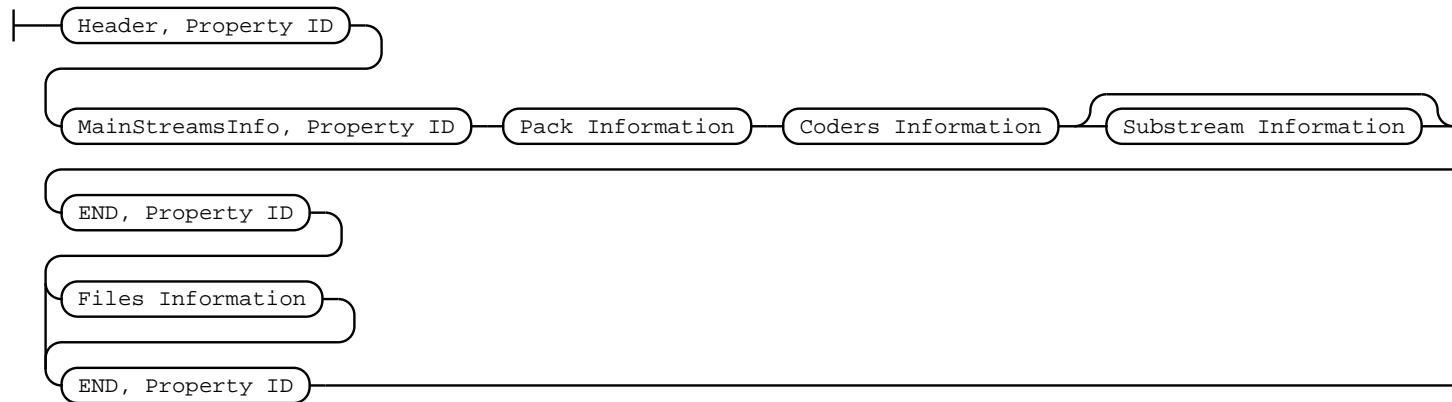 Header, Property ID
MainStreamsInfo, Property ID Pack Information Coders Information Substream Information
END, Property ID
Files Information
END, Property ID